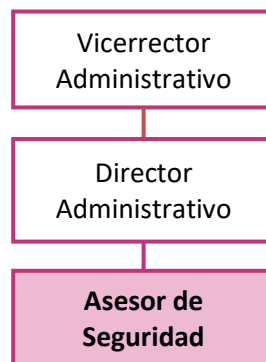 Vicerrector
Administrativo
Director
Administrativo
Asesor de
Seguridad